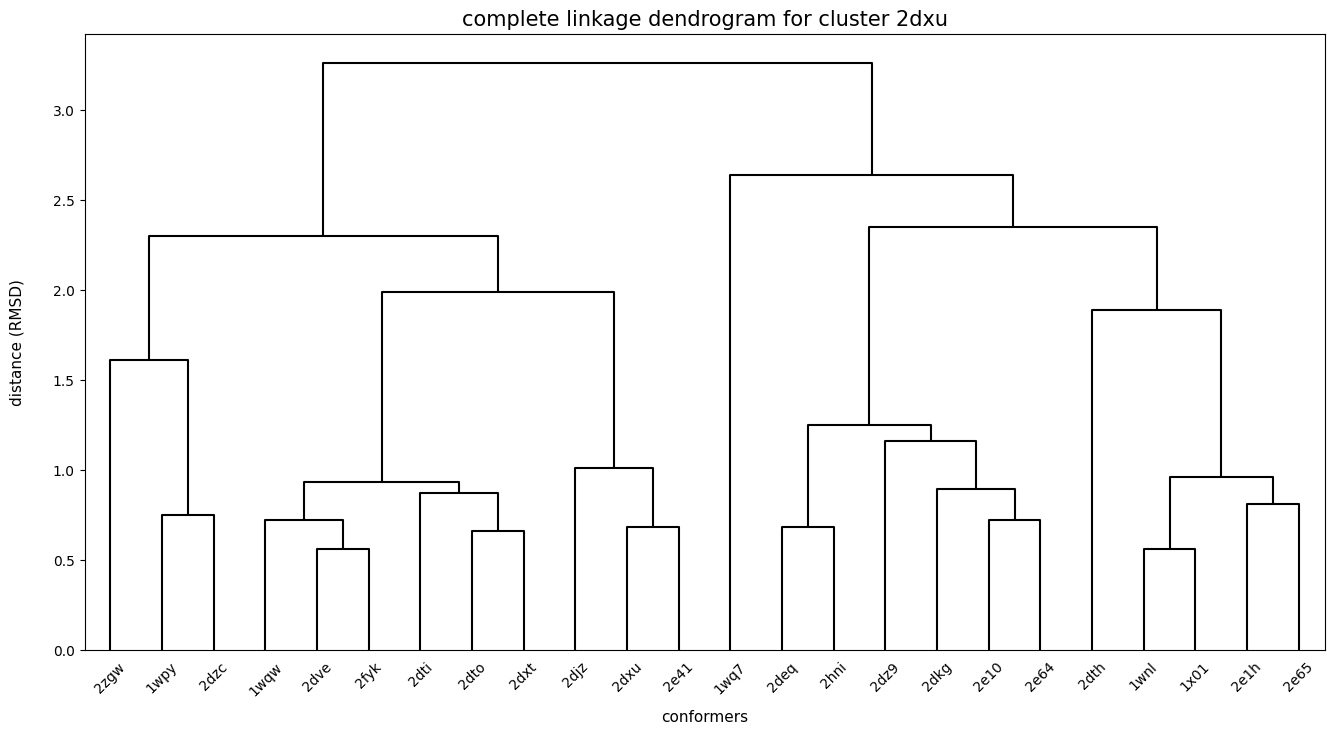 complete linkage dendrogram for cluster 2dxu
distance (RMSD)
3.0
2.5
2.0
1.5
1.0
0.5
0.0
2zgw 1wpy 2dzc 1wqw 2dve 2fyk 2dti 2dto 2dxt 2djz 2dxu 2e41 1wq7 2deq 2hni 2dz9 2dkg 2e10 2e64 2dth 1wnl 1x01 2e1h 2e65
conformers